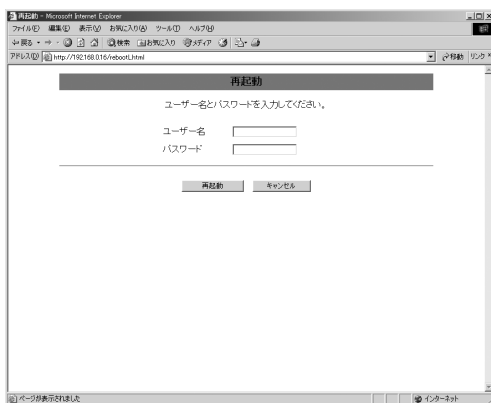 再起動 - Microsoft Internet Explorer
ファイル(F) 編集(E) 表示(V) お気に入り(A) ツール(T) ヘルプ(H)
戻る 検索 お気に入り メディア
アドレス(D) http://192.168.0.16/rebootJ.html 移動 リンク
再起動
ユーザー名とパスワードを入力してください。
ユーザー名
パスワード
再起動 キャンセル
ページが表示されました インターネット